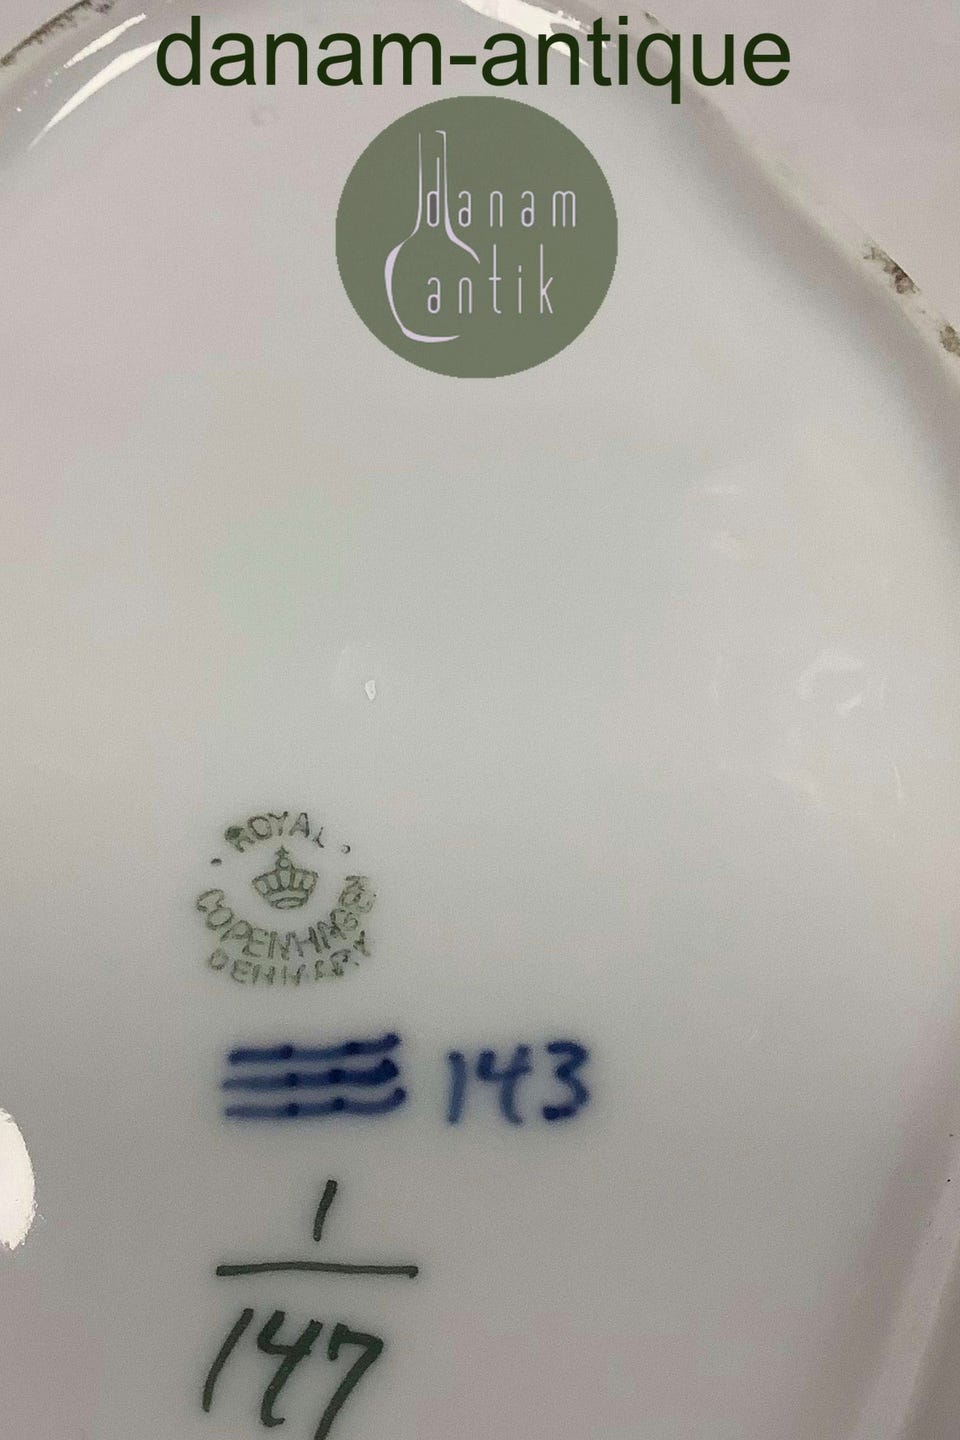 danam-antique
danam
antik
ROYAL
COPENHAGEN
DENMARK
143
1
147